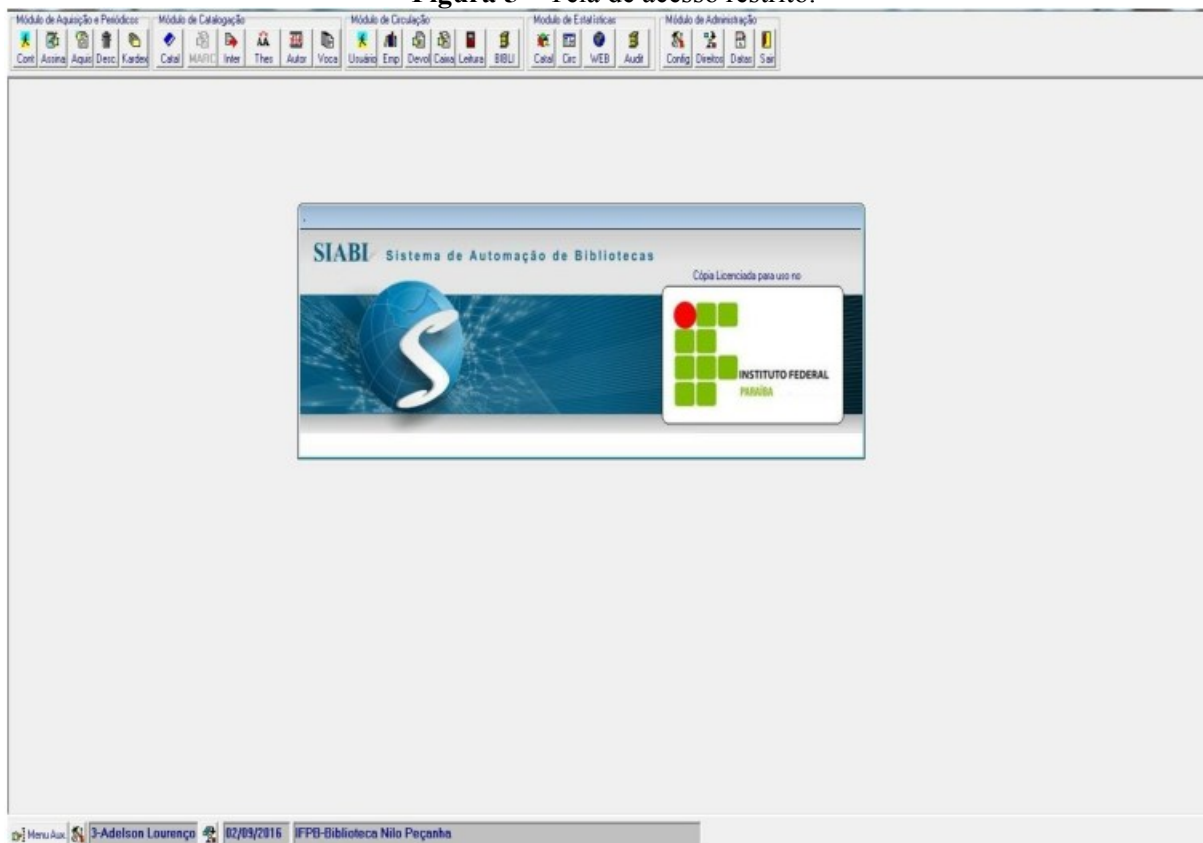 Figura 3 – Tela de acesso restrito.
Módulo de Aquisição e Periódicos Módulo de Catalogação Módulo de Circulação Modulo de Estatísticas Módulo de Administração
Cont Assina Aquis Desc. Kardex Catal MARC Inter Thes Autor Voca Usuário Emp Devol Caixa Leitura BIBLI Catal Circ WEB Audit Config Direitos Datas Sair
SIABI Sistema de Automação de Bibliotecas
Cópia Licenciada para uso no
INSTITUTO FEDERAL
PARAÍBA
Menu Aux. 3-Adelson Lourenço 02/09/2016 IFPB-Biblioteca Nilo Peçanha